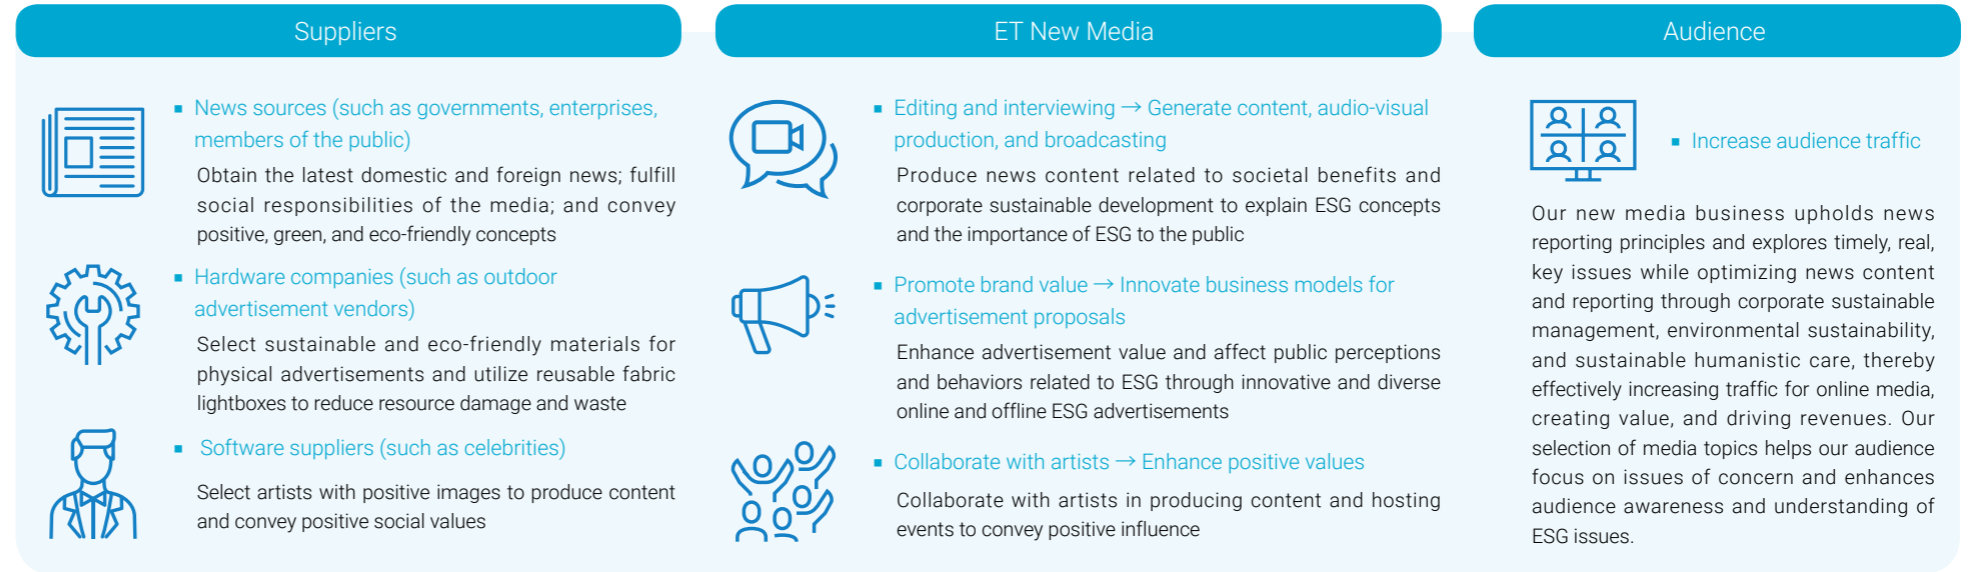 Suppliers
■ News sources (such as governments, enterprises,
members of the public)
Obtain the latest domestic and foreign news; fulfill
social responsibilities of the media; and convey
positive, green, and eco-friendly concepts
■ Hardware companies (such as outdoor
advertisement vendors)
Select sustainable and eco-friendly materials for
physical advertisements and utilize reusable fabric
lightboxes to reduce resource damage and waste
■ Software suppliers (such as celebrities)
Select artists with positive images to produce content
and convey positive social values
ET New Media
■ Editing and interviewing → Generate content, audio-visual
production, and broadcasting
Produce news content related to societal benefits and
corporate sustainable development to explain ESG concepts
and the importance of ESG to the public
■ Promote brand value → Innovate business models for
advertisement proposals
Enhance advertisement value and affect public perceptions
and behaviors related to ESG through innovative and diverse
online and offline ESG advertisements
■ Collaborate with artists → Enhance positive values
Collaborate with artists in producing content and hosting
events to convey positive influence
Audience
■ Increase audience traffic
Our new media business upholds news
reporting principles and explores timely, real,
key issues while optimizing news content
and reporting through corporate sustainable
management, environmental sustainability,
and sustainable humanistic care, thereby
effectively increasing traffic for online media,
creating value, and driving revenues. Our
selection of media topics helps our audience
focus on issues of concern and enhances
audience awareness and understanding of
ESG issues.